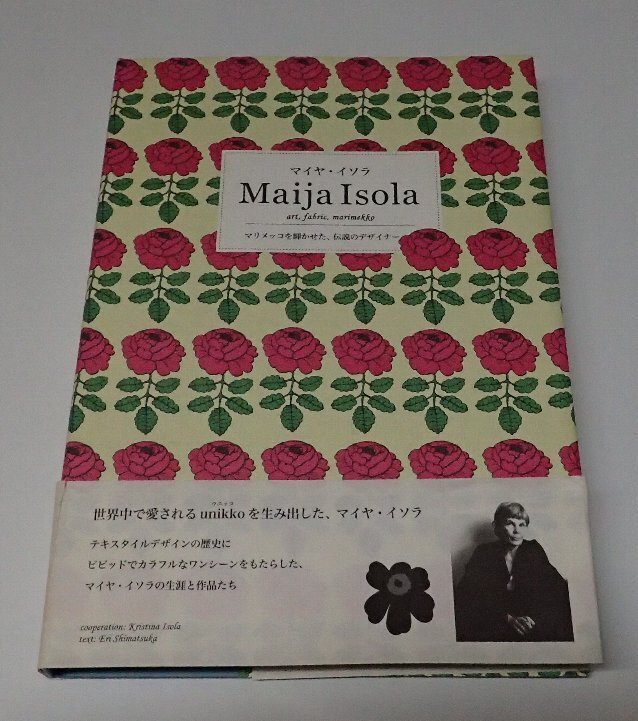 マイヤ・イソラ
Maija Isola
art, fabric, marimekko
マリメッコを輝かせた、伝説のデザイナー
ウニッコ
世界中で愛されるunikkoを生み出した、マイヤ・イソラ
テキスタイルデザインの歴史に
ビビッドでカラフルなワンシーンをもたらした、
マイヤ・イソラの生涯と作品たち
cooperation: Kristina Isola
text: Eri Shimatsuka